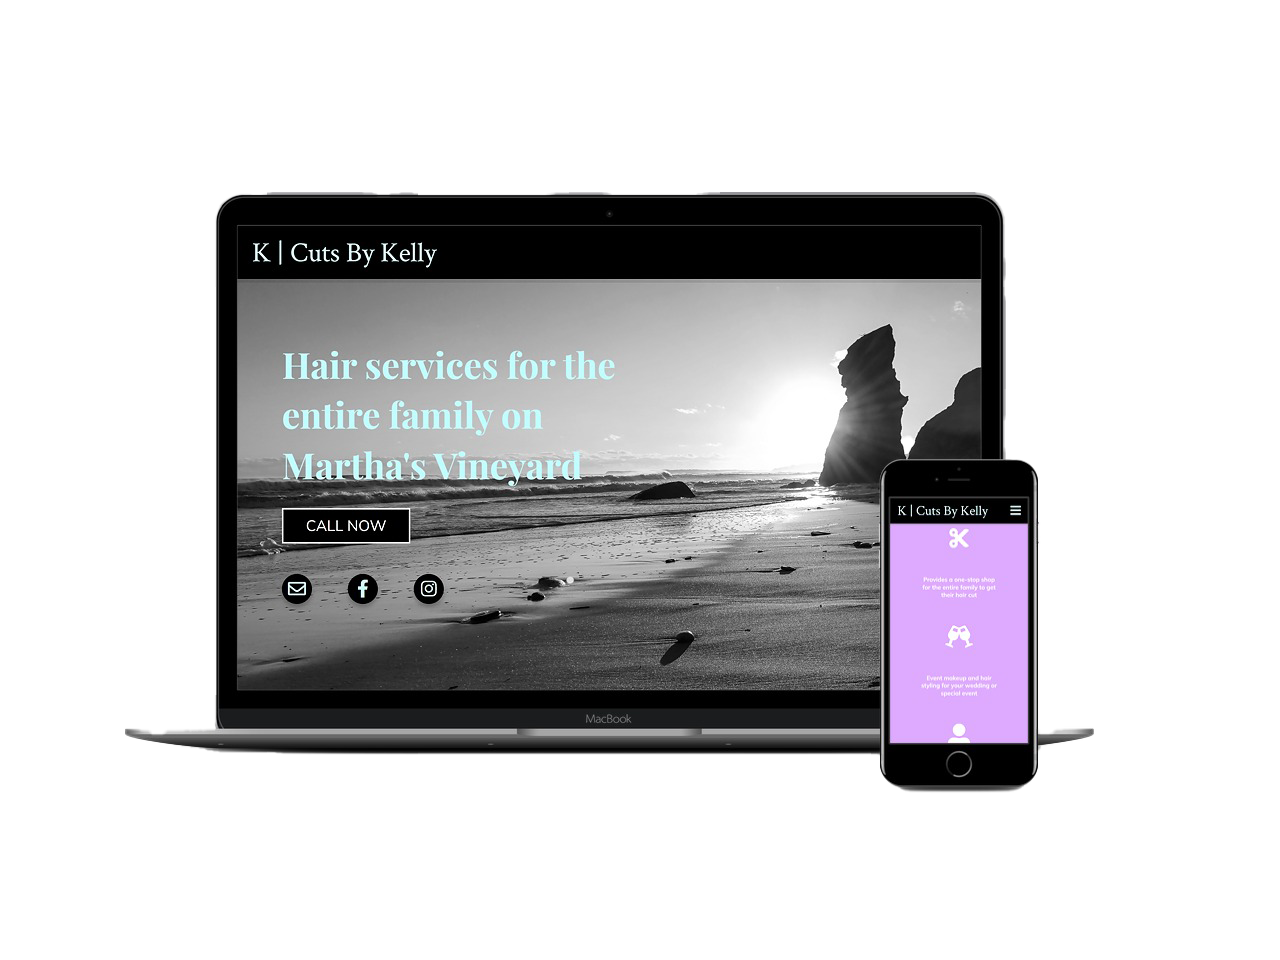 K | Cuts By Kelly
Hair services for the
entire family on
Martha's Vineyard
CALL NOW
MacBook
K | Cuts By Kelly
Provides a one-stop shop
for the entire family to get
their hair cut
Event makeup and hair
styling for your wedding or
special event